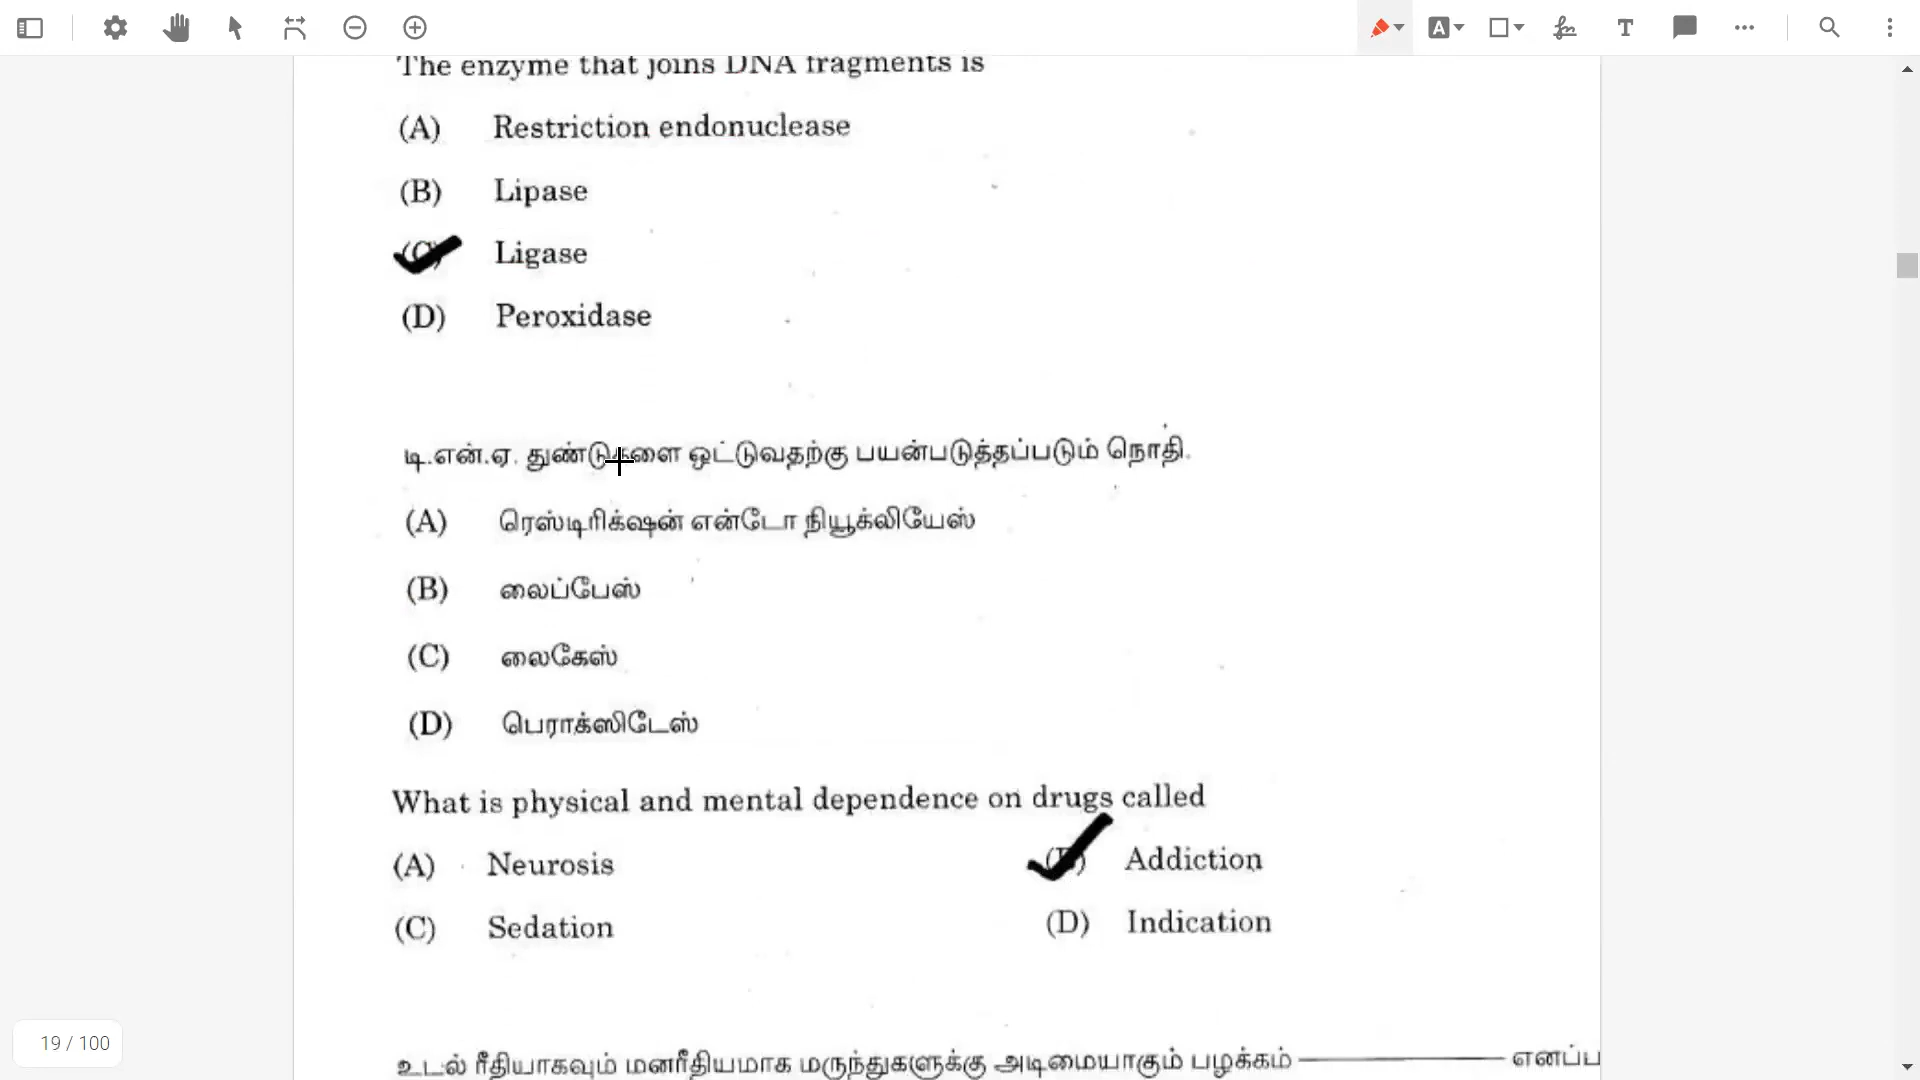 The enzyme that joins DNA fragments is
(A) Restriction endonuclease
(B) Lipase
(C) Ligase
(D) Peroxidase
டி.என்.ஏ. துண்டுகளை ஒட்டுவதற்கு பயன்படுத்தப்படும் நொதி.
(A) ரெஸ்டிரிக்ஷன் என்டோ நியூக்லியேஸ்
(B) லைப்பேஸ்
(C) லைகேஸ்
(D) பெராக்ஸிடேஸ்
What is physical and mental dependence on drugs called
(A) Neurosis (B) Addiction
(C) Sedation (D) Indication
உடல் ரீதியாகவும் மனரீதியமாக மருந்துகளுக்கு அடிமையாகும் பழக்கம் ———— எனப்ப
19 / 100